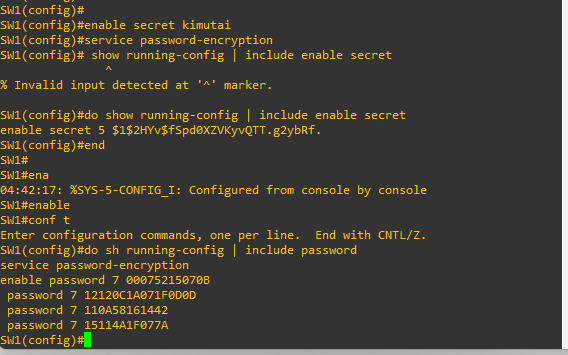 SW1(config)#
SW1(config)#enable secret kimutai
SW1(config)#service password-encryption
SW1(config)# show running-config | include enable secret
^
% Invalid input detected at '^' marker.
SW1(config)#do show running-config | include enable secret
enable secret 5 $1$2HYv$fSpd0XZVKyvQTT.g2ybRf.
SW1(config)#end
SW1#
SW1#ena
04:42:17: %SYS-5-CONFIG_I: Configured from console by console
SW1#enable
SW1#conf t
Enter configuration commands, one per line.  End with CNTL/Z.
SW1(config)#do sh running-config | include password
service password-encryption
enable password 7 00075215070B
password 7 12120C1A071F0D0D
password 7 110A58161442
password 7 15114A1F077A
SW1(config)#